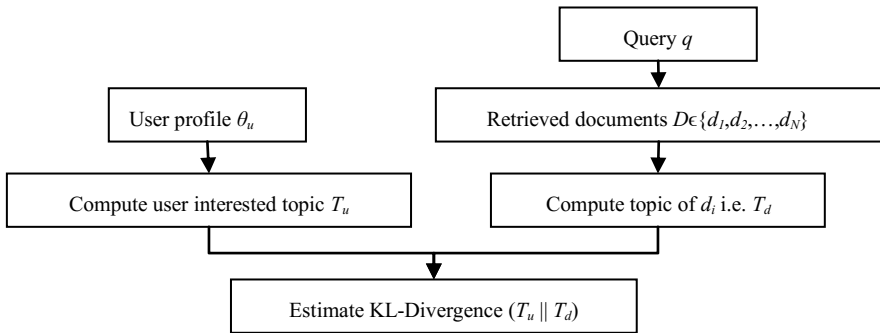 Query q
User profile θu
Retrieved documents Dϵ{d1,d2,…,dN}
Compute user interested topic Tu
Compute topic of di i.e. Td
Estimate KL-Divergence (Tu || Td)